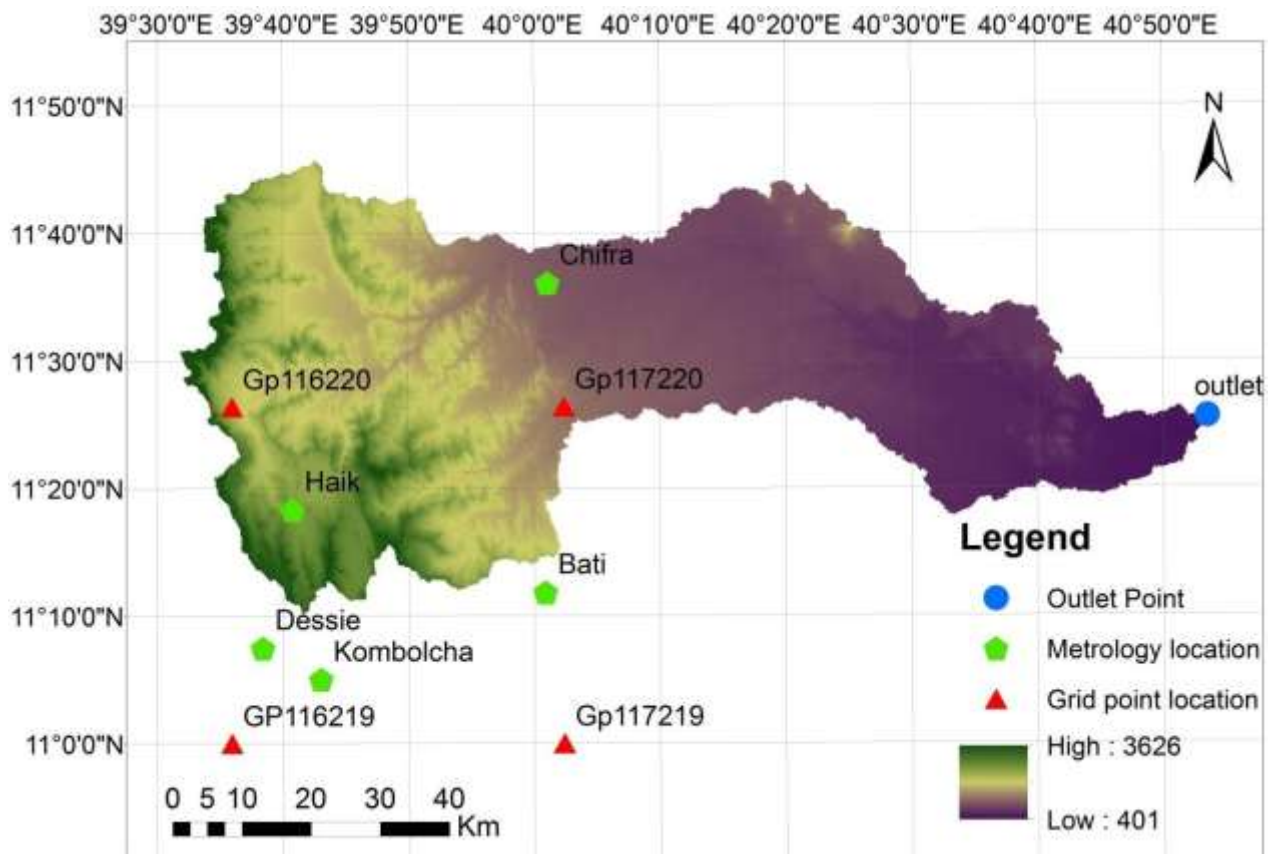 39°30'0"E 39°40'0"E 39°50'0"E 40°0'0"E 40°10'0"E 40°20'0"E 40°30'0"E 40°40'0"E 40°50'0"E
N
11°50'0"N
11°40'0"N
Chifra
11°30'0"N
Gp116220
Gp117220
outlet
11°20'0"N
Haik
Legend
Bati
Outlet Point
11°10'0"N
Dessie
Kombolcha
Metrology location
GP116219
Gp117219
Grid point location
11°0'0"N
High : 3626
0 5 10 20 30 40
Km
Low : 401